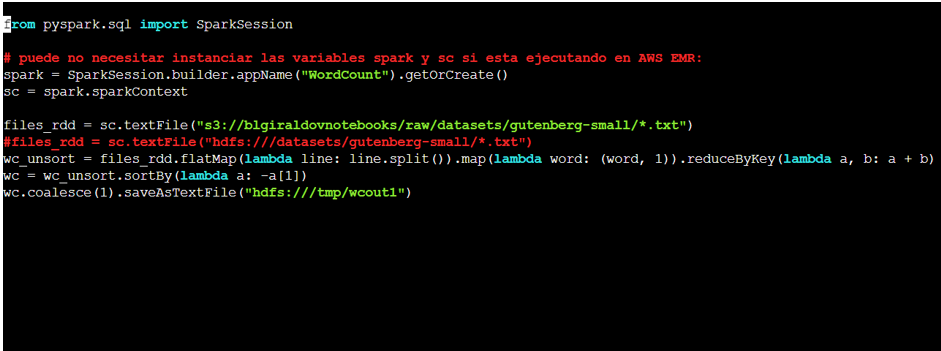 from pyspark.sql import SparkSession
# puede no necesitar instanciar las variables spark y sc si esta ejecutando en AWS EMR:
spark = SparkSession.builder.appName("WordCount").getOrCreate()
sc = spark.sparkContext
files_rdd = sc.textFile("s3://blgiraldovnotebooks/raw/datasets/gutenberg-small/*.txt")
#files_rdd = sc.textFile("hdfs:///datasets/gutenberg-small/*.txt")
wc_unsort = files_rdd.flatMap(lambda line: line.split()).map(lambda word: (word, 1)).reduceByKey(lambda a, b: a + b)
wc = wc_unsort.sortBy(lambda a: -a[1])
wc.coalesce(1).saveAsTextFile("hdfs:///tmp/wcout1")